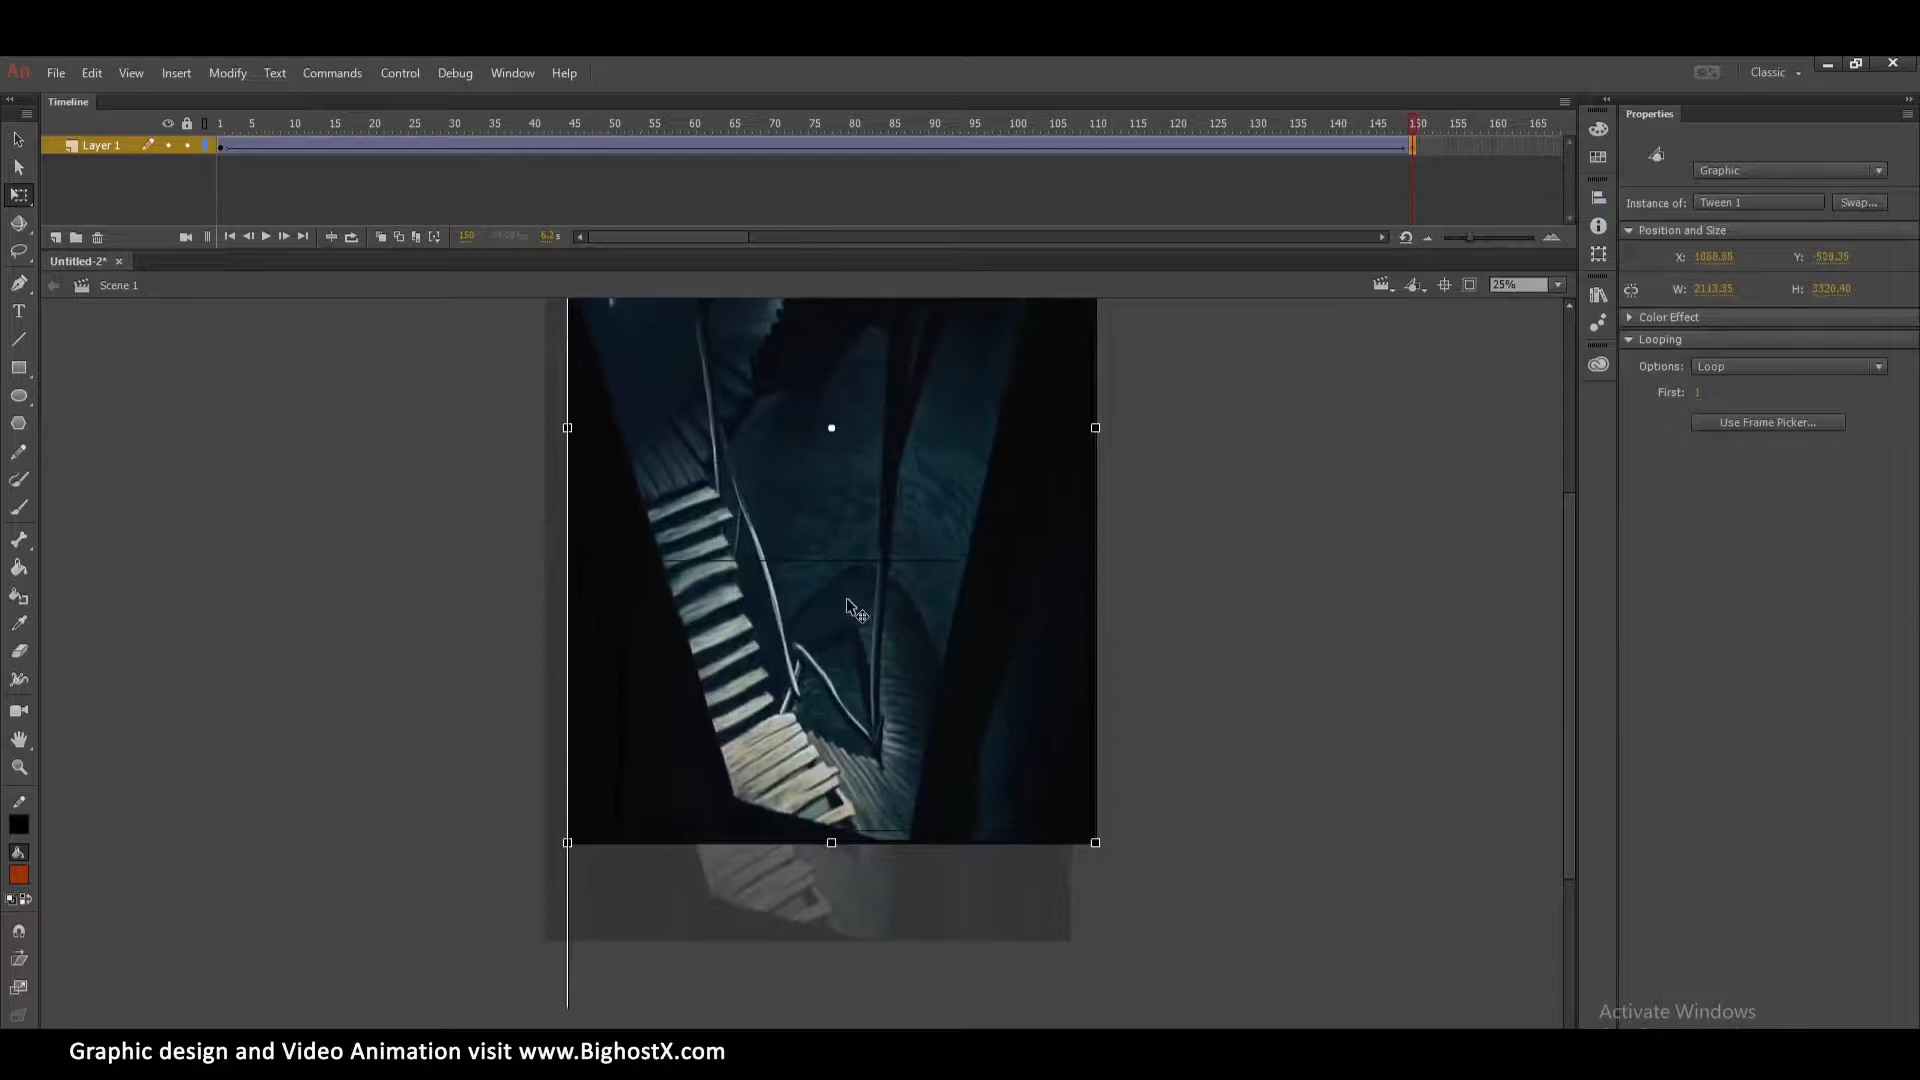 An File Edit View Insert Modify Text Commands Control Debug Window Help Classic
Timeline
1 5 10 15 20 25 30 35 40 45 50 55 60 65 70 75 80 85 90 95 100 105 110 115 120 125 130 135 140 145 150 155 160 165
Layer 1
150 6.2 s
Untitled-2* ×
Scene 1
25%
Properties
Graphic
Instance of: Tween 1 Swap...
Position and Size
X: 1088.65 Y: -528.35
W: 2113.35 H: 3320.40
Color Effect
Looping
Options: Loop
First: 1
Use Frame Picker...
Activate Windows
Graphic design and Video Animation visit www.BighostX.com